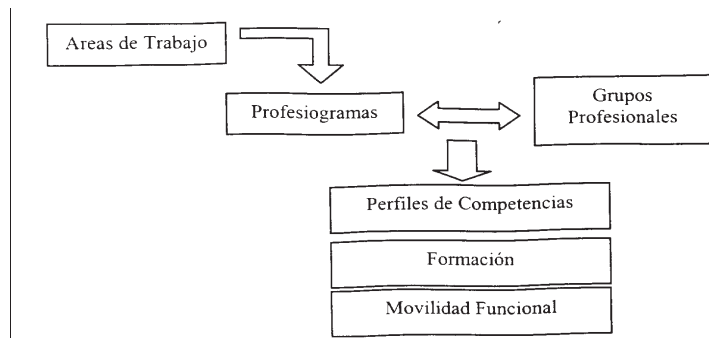 Areas de Trabajo
Profesiogramas
Grupos
Profesionales
Perfiles de Competencias
Formación
Movilidad Funcional